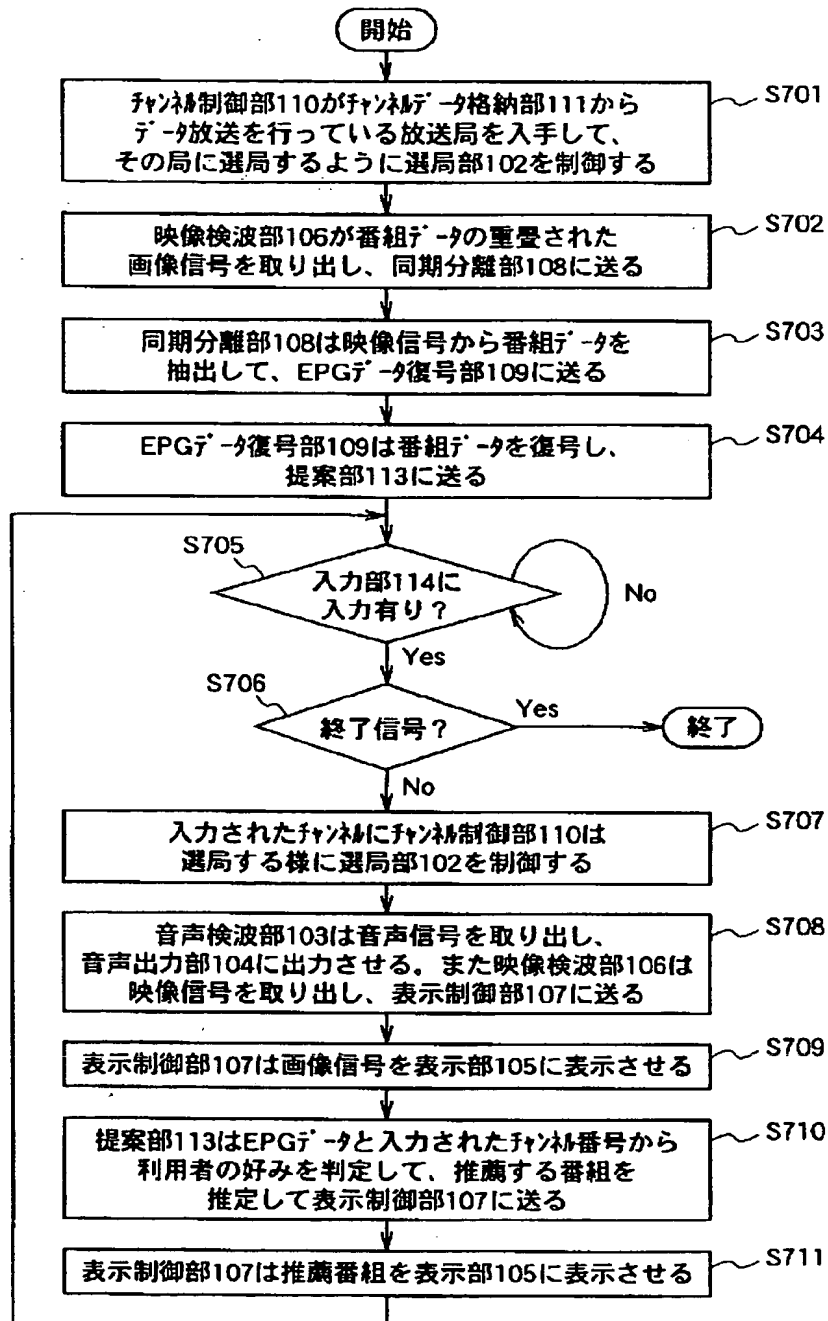 開始
チャンネル制御部110がチャンネルデータ格納部111から
データ放送を行っている放送局を入手して、
その局に選局するように選局部102を制御する
S701
映像検波部106が番組データの重畳された
画像信号を取り出し、同期分離部108に送る
S702
同期分離部108は映像信号から番組データを
抽出して、EPGデータ復号部109に送る
S703
EPGデータ復号部109は番組データを復号し、
提案部113に送る
S704
S705
入力部114に
入力有り？
No
Yes
S706
終了信号？
Yes
終了
No
入力されたチャンネルにチャンネル制御部110は
選局する様に選局部102を制御する
S707
音声検波部103は音声信号を取り出し、
音声出力部104に出力させる。また映像検波部106は
映像信号を取り出し、表示制御部107に送る
S708
表示制御部107は画像信号を表示部105に表示させる
S709
提案部113はEPGデータと入力されたチャンネル番号から
利用者の好みを判定して、推薦する番組を
推定して表示制御部107に送る
S710
表示制御部107は推薦番組を表示部105に表示させる
S711